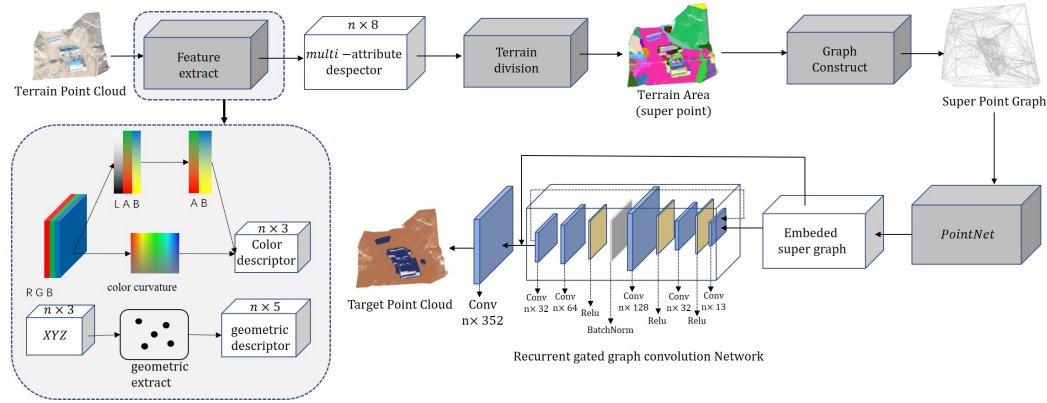 n × 8
Feature
extract
multi −attribute
despector
Terrain
division
Graph
Construct
Terrain Point Cloud
Terrain Area
(super point)
Super Point Graph
L A B
A B
n × 3
Color
descriptor
R G B
color curvature
n × 3
XYZ
n × 5
geometric
descriptor
geometric
extract
Embeded
super graph
PointNet
Target Point Cloud
Conv
n× 352
Conv
n× 32
Conv
n× 64
Relu
BatchNorm
Conv
n× 128
Relu
Conv
n× 32
Relu
Conv
n× 13
Recurrent gated graph convolution Network